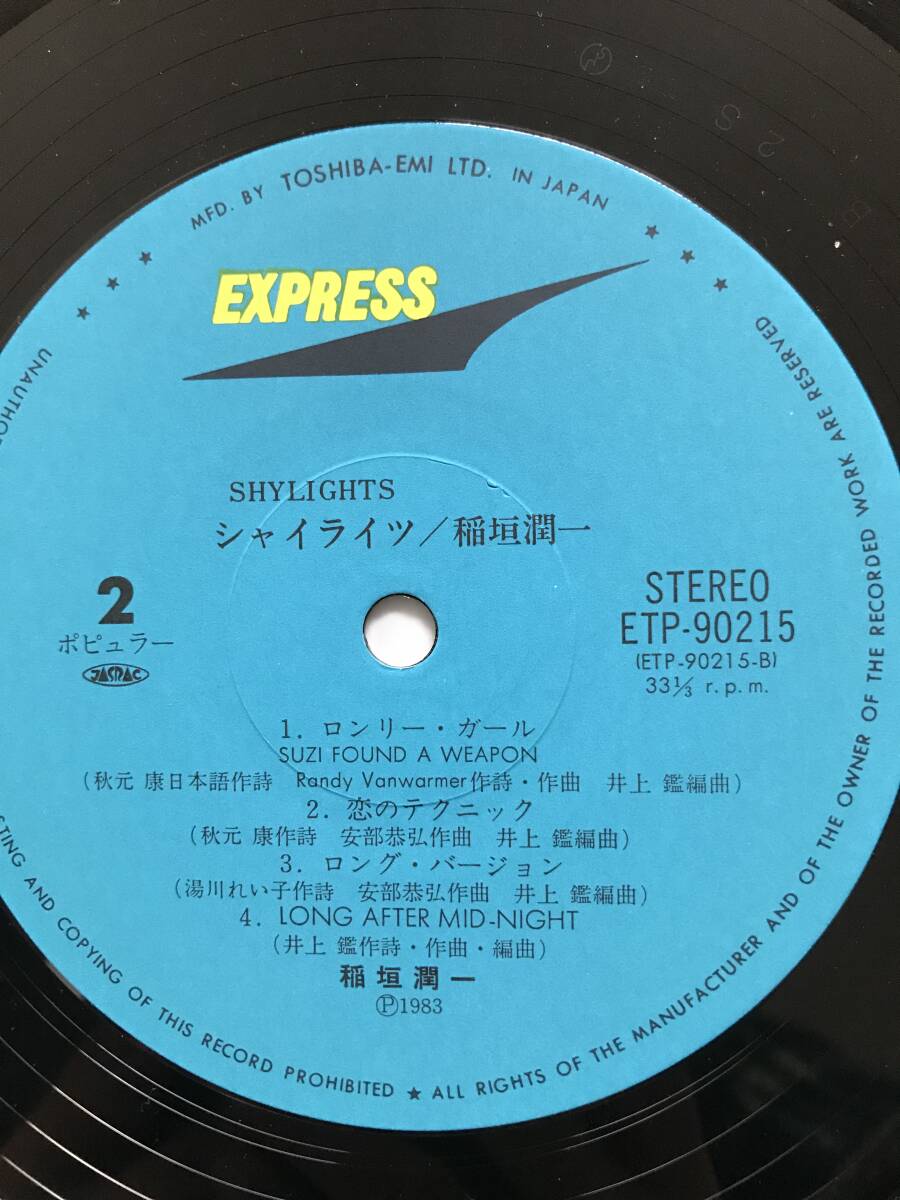 MFD. BY TOSHIBA-EMI LTD. IN JAPAN
EXPRESS
SHYLIGHTS
シャイライツ/稲垣潤一
2
ポピュラー
JASRAC
STEREO
ETP-90215
(ETP-90215-B)
33⅓ r.p.m.
1. ロンリー・ガール
SUZI FOUND A WEAPON
(秋元 康日本語作詩 Randy Vanwarmer作詩・作曲 井上 鑑編曲)
2. 恋のテクニック
(秋元 康作詩 安部恭弘作曲 井上 鑑編曲)
3. ロング・バージョン
(湯川れい子作詩 安部恭弘作曲 井上 鑑編曲)
4. LONG AFTER MID-NIGHT
(井上 鑑作詩・作曲・編曲)
稲垣潤一
Ⓟ1983
AND COPYING OF THIS RECORD PROHIBITED ★ ALL RIGHTS OF THE MANUFACTURER AND OF THE OWNER OF THE RECORDED WORK ARE RESERVED
★ ★ ★
★ ★ ★
2 S